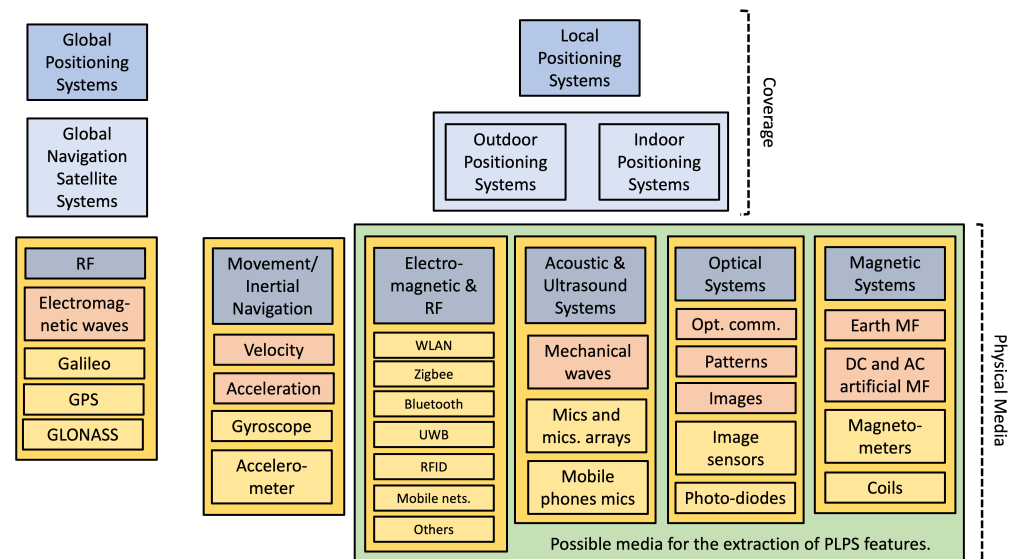 Global
Positioning
Systems
Local
Positioning
Systems
Coverage
Global
Navigation
Satellite
Systems
Outdoor
Positioning
Systems
Indoor
Positioning
Systems
RF
Electromag-
netic waves
Galileo
GPS
GLONASS
Movement/
Inertial
Navigation
Velocity
Acceleration
Gyroscope
Accelero-
meter
Electro-
magnetic &
RF
WLAN
Zigbee
Bluetooth
UWB
RFID
Mobile nets.
Others
Acoustic &
Ultrasound
Systems
Mechanical
waves
Mics and
mics. arrays
Mobile
phones mics
Optical
Systems
Opt. comm.
Patterns
Images
Image
sensors
Photo-diodes
Magnetic
Systems
Earth MF
DC and AC
artificial MF
Magneto-
meters
Coils
Physical Media
Possible media for the extraction of PLPS features.